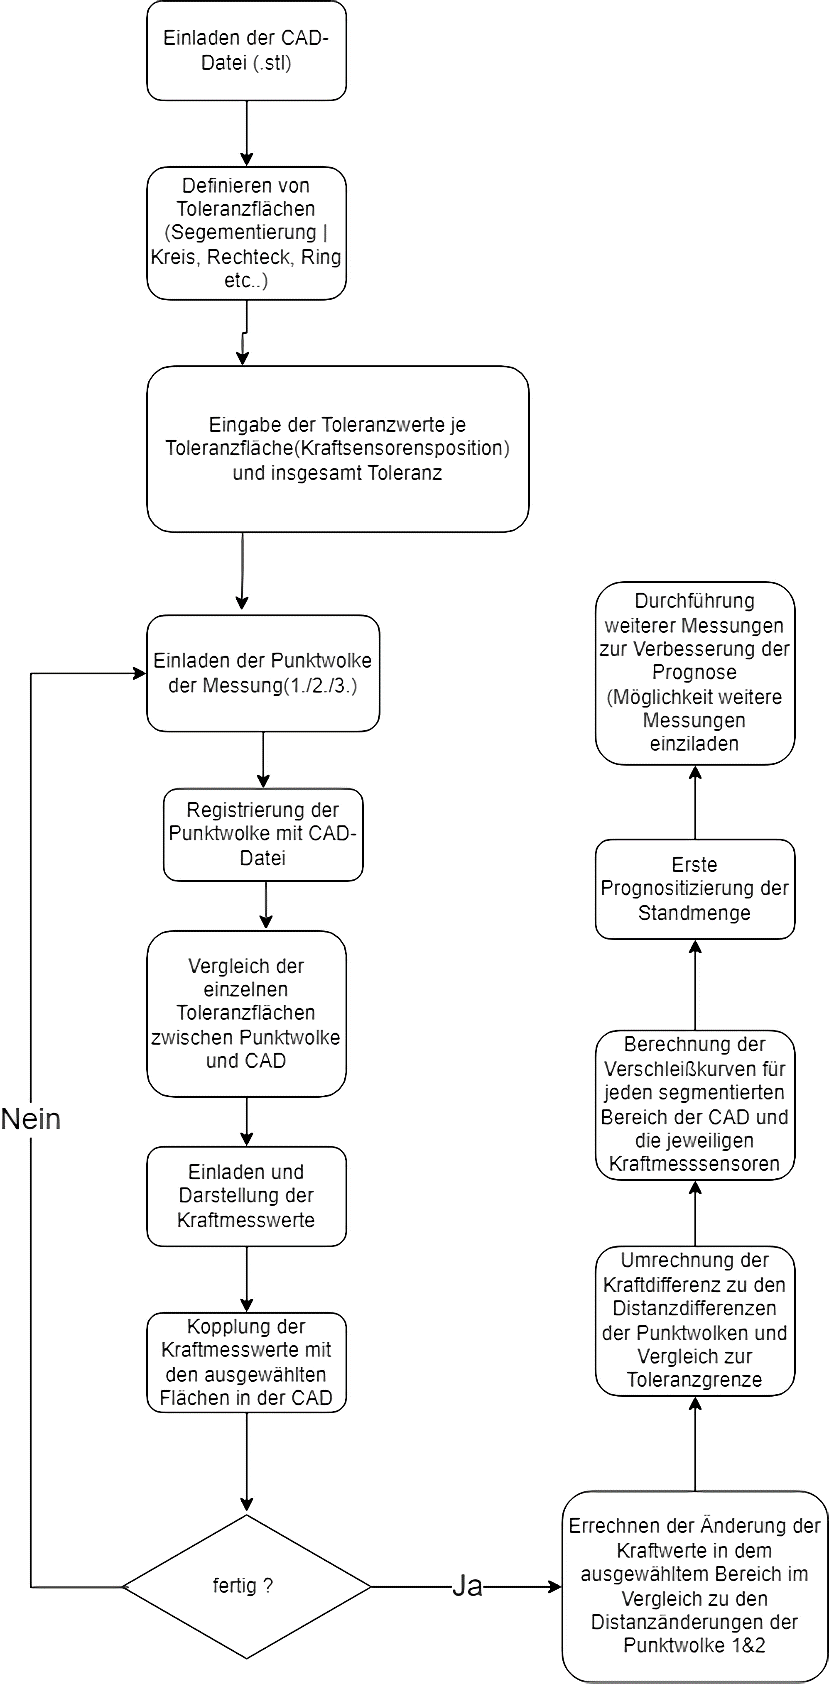 Einladen der CAD-
Datei (.stl)
Definieren von
Toleranzflächen
(Segementierung |
Kreis, Rechteck, Ring
etc..)
Eingabe der Toleranzwerte je
Toleranzfläche(Kraftsensorensposition)
und insgesamt Toleranz
Einladen der Punktwolke
der Messung(1./2./3.)
Registrierung der
Punktwolke mit CAD-
Datei
Vergleich der
einzelnen
Toleranzflächen
zwischen Punktwolke
und CAD
Nein
Einladen und
Darstellung der
Kraftmesswerte
Kopplung der
Kraftmesswerte mit
den ausgewählten
Flächen in der CAD
fertig ?
Ja
Errechnen der Änderung der
Kraftwerte in dem
ausgewähltem Bereich im
Vergleich zu den
Distanzänderungen der
Punktwolke 1&2
Umrechnung der
Kraftdifferenz zu den
Distanzdifferenzen
der Punktwolken und
Vergleich zur
Toleranzgrenze
Berechnung der
Verschleißkurven für
jeden segmentierten
Bereich der CAD und
die jeweiligen
Kraftmesssensoren
Erste
Prognositizierung der
Standmenge
Durchführung
weiterer Messungen
zur Verbesserung der
Prognose
(Möglichkeit weitere
Messungen
einziladen